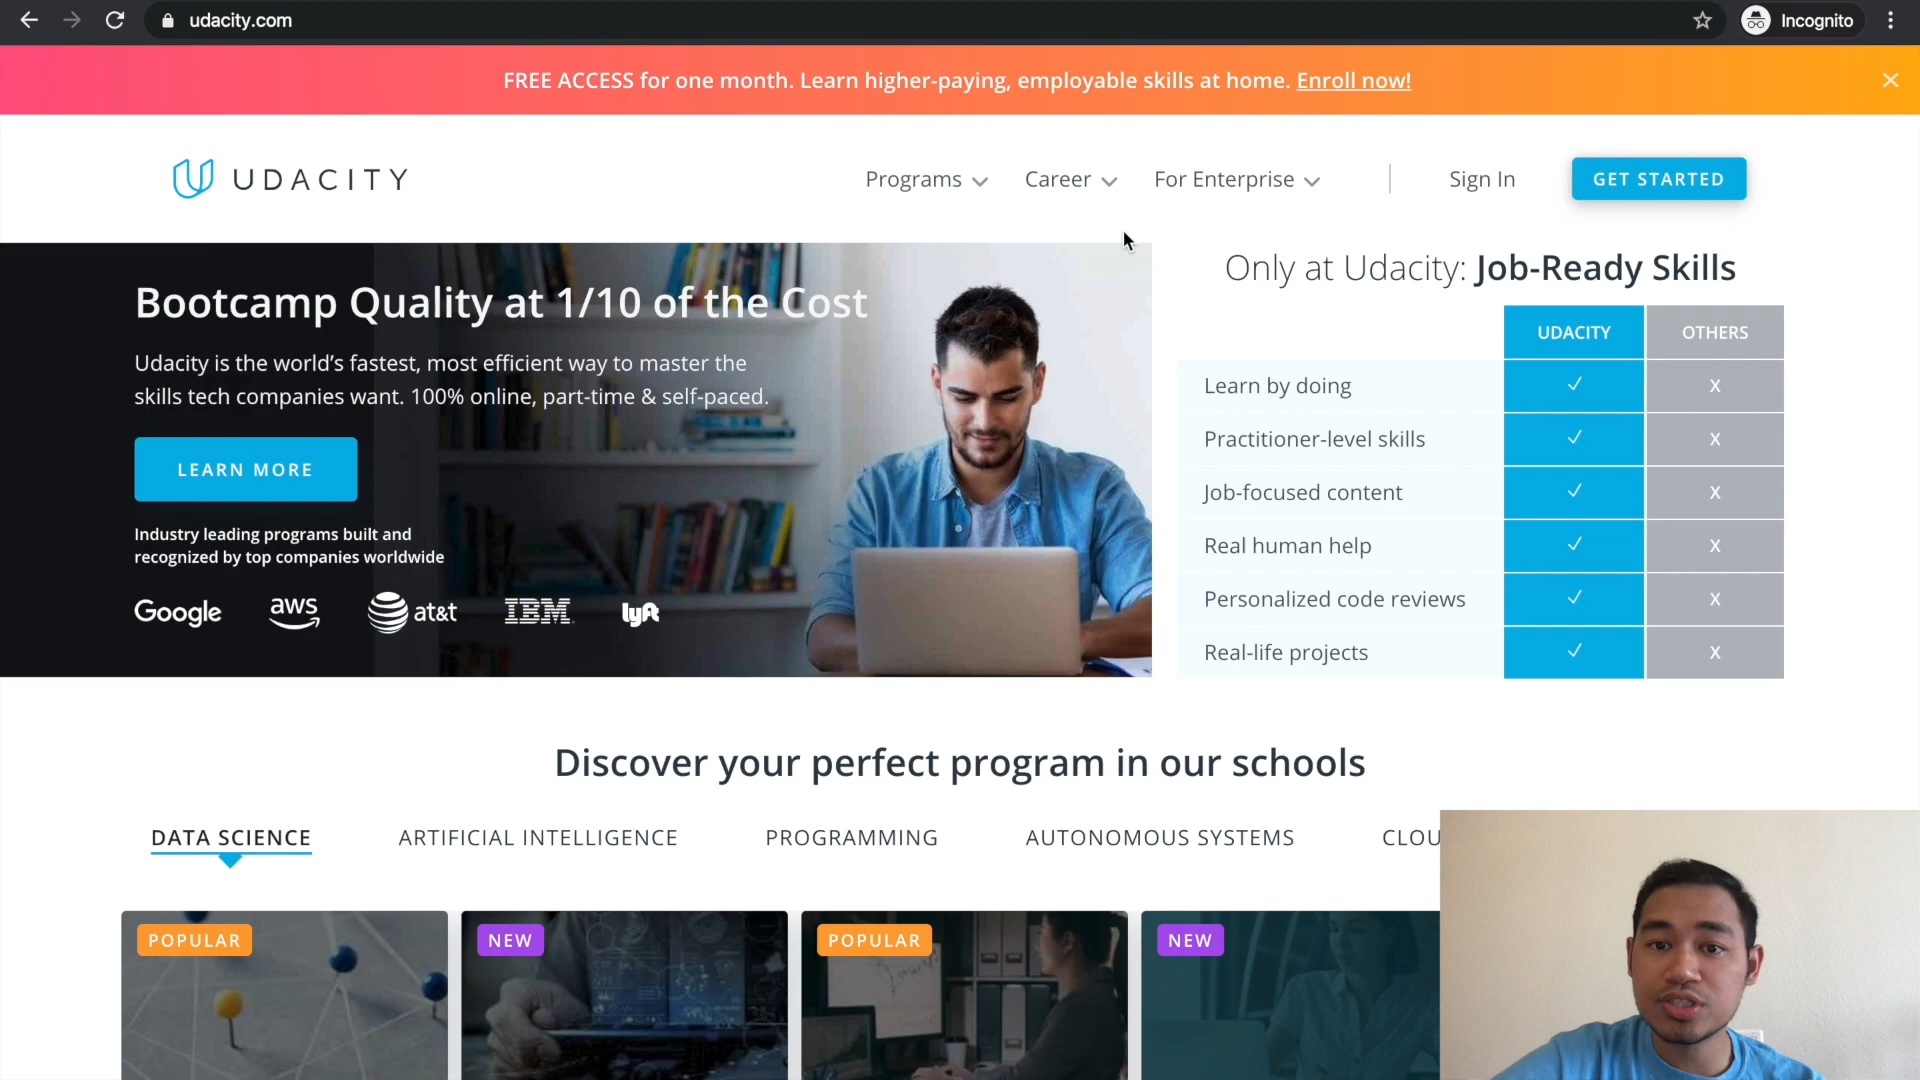 udacity.com
Incognito
FREE ACCESS for one month. Learn higher-paying, employable skills at home. Enroll now!
UDACITY
Programs
Career
For Enterprise
Sign In
GET STARTED
Bootcamp Quality at 1/10 of the Cost
Udacity is the world’s fastest, most efficient way to master the
skills tech companies want. 100% online, part-time & self-paced.
LEARN MORE
Industry leading programs built and
recognized by top companies worldwide
Google
aws
at&t
IBM
lyft
Only at Udacity: Job-Ready Skills
UDACITY
OTHERS
Learn by doing
✓
X
Practitioner-level skills
✓
X
Job-focused content
✓
X
Real human help
✓
X
Personalized code reviews
✓
X
Real-life projects
✓
X
Discover your perfect program in our schools
DATA SCIENCE
ARTIFICIAL INTELLIGENCE
PROGRAMMING
AUTONOMOUS SYSTEMS
CLOU
POPULAR
NEW
POPULAR
NEW